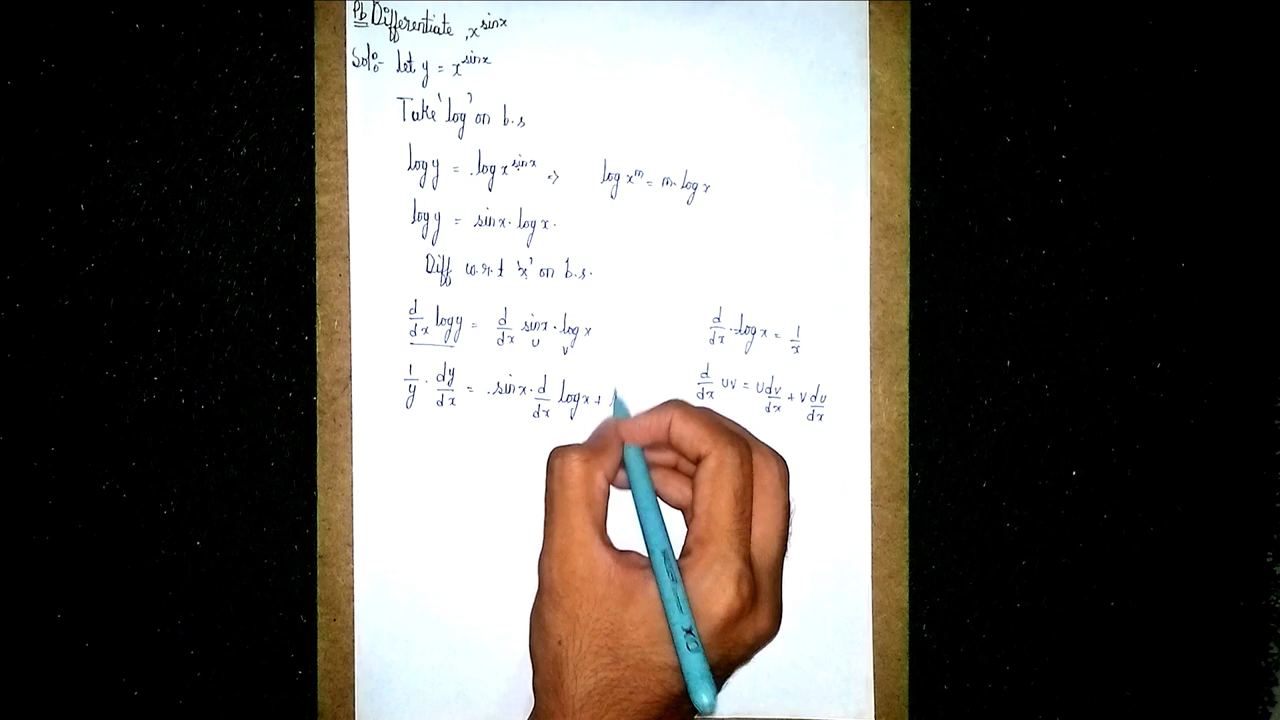 Pb Differentiate, x^sinx
Sol:- let y = x^sinx
Take 'log' on b.s
log y = .log x^sinx => log x^m = m.log x
log y = sinx.log x.
Diff w.r.t 'x' on b.s.
d/dx log y = d/dx sinx.log x
U V
d/dx.log x = 1/x
1/y . dy/dx = .sinx.d/dx log x +
d/dx UV = U dv/dx + V du/dx